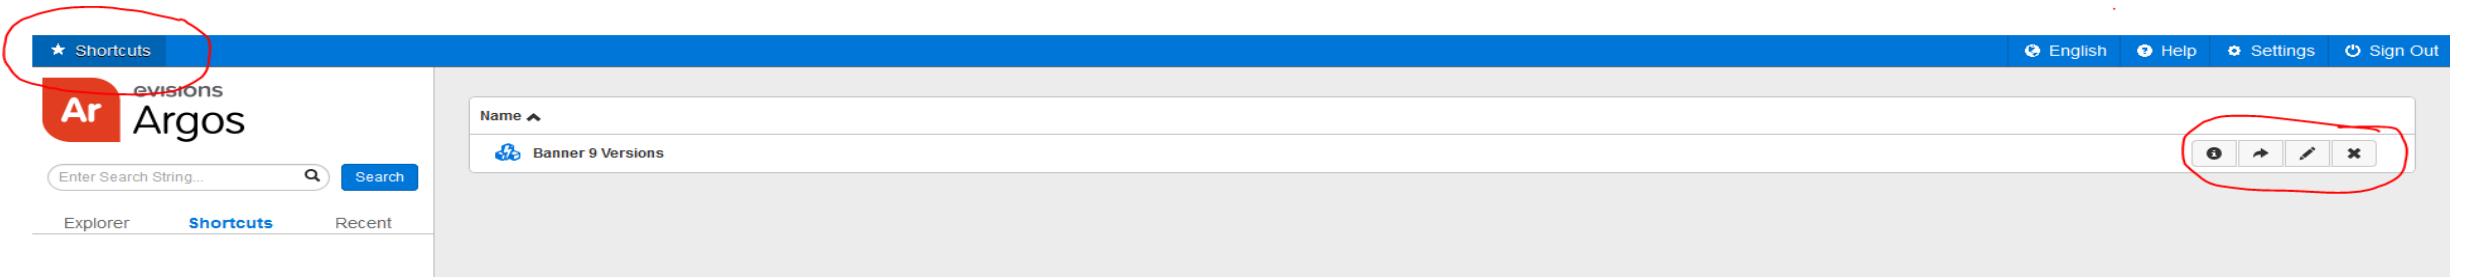 Shortcuts
English Help Settings Sign Out
Ar evisions Argos
Name
Banner 9 Versions
Enter Search String... Search
Explorer Shortcuts Recent